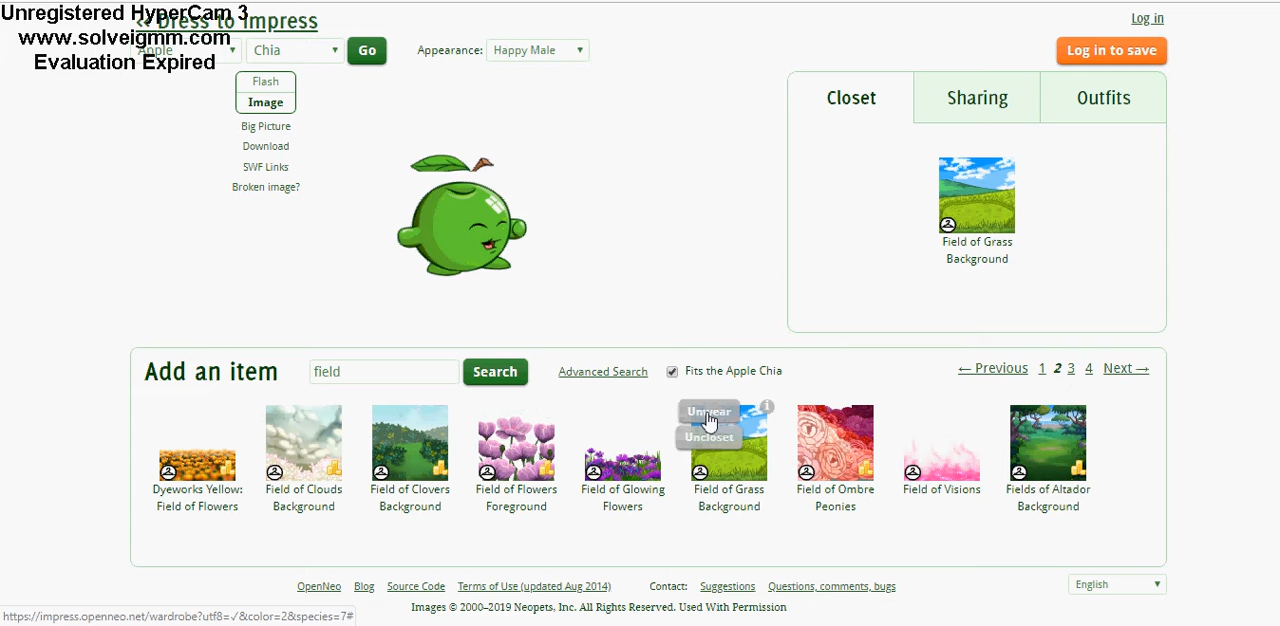 Unregistered HyperCam 3
<< Dress to Impress
Log in
www.solveigmm.com
Apple
Chia
Go
Appearance:
Happy Male
Log in to save
Evaluation Expired
Flash
Image
Big Picture
Download
SWF Links
Broken image?
Closet
Sharing
Outfits
Field of Grass
Background
Add an item
field
Search
Advanced Search
Fits the Apple Chia
← Previous 1 2 3 4 Next →
Unwear
Uncloset
Dyeworks Yellow:
Field of Flowers
Field of Clouds
Background
Field of Clovers
Background
Field of Flowers
Foreground
Field of Glowing
Flowers
Field of Grass
Background
Field of Ombre
Peonies
Field of Visions
Fields of Altador
Background
OpenNeo
Blog
Source Code
Terms of Use (updated Aug 2014)
Contact:
Suggestions
Questions, comments, bugs
English
Images © 2000–2019 Neopets, Inc. All Rights Reserved. Used With Permission
https://impress.openneo.net/wardrobe?utf8=✓&color=2&species=7#